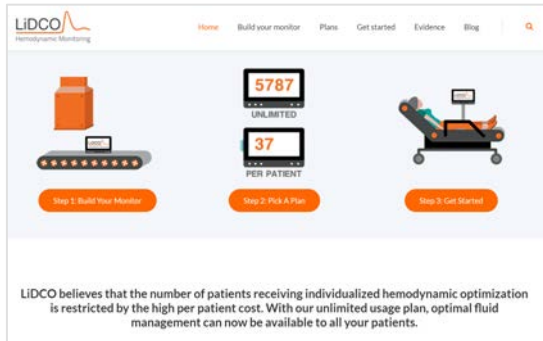 LiDCO
Hemodynamic Monitoring
Home Build your monitor Plans Get started Evidence Blog
5787
UNLIMITED
37
PER PATIENT
Step 1: Build Your Monitor Step 2: Pick A Plan Step 3: Get Started
LiDCO believes that the number of patients receiving individualized hemodynamic optimization
is restricted by the high per patient cost. With our unlimited usage plan, optimal fluid
management can now be available to all your patients.